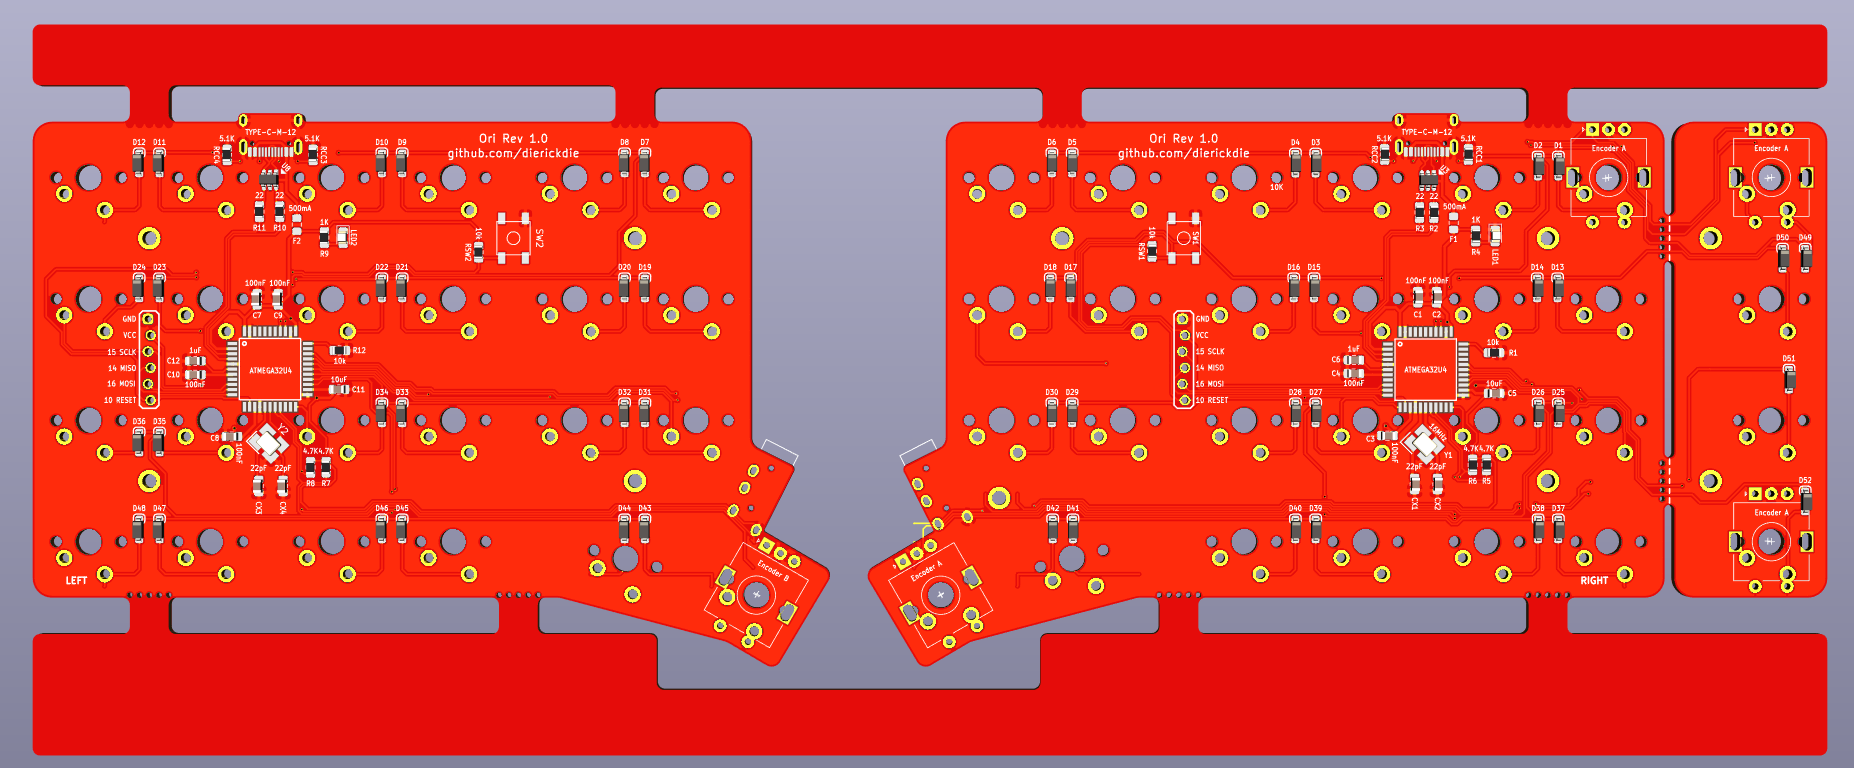 Ori Rev 1.0
github.com/dierickdie
TYPE-C-M-12
D12 D11
5.1K
RCC4
5.1K
RCC3
D10 D9
D8 D7
22 22
R11 R10
500mA
F2
1K
R9
LED2
10k
RSW2
SW2
D24 D23
D22 D21
D20 D19
100nF 100nF
C7 C9
GND
VCC
15 SCLK
14 MISO
16 MOSI
10 RESET
1uF
C12
C10
100nF
ATMEGA32U4
R12
10k
10uF
C11
D36 D35
D34 D33
D32 D31
C8
100nF
Y2
22pF 22pF
CX3 CX4
4.7K 4.7K
R8 R7
D48 D47
D46 D45
D44 D43
Encoder B
LEFT
Ori Rev 1.0
github.com/dierickdie
TYPE-C-M-12
D6 D5
D4 D3
10K
5.1K
RCC2
5.1K
RCC1
D2 D1
Encoder A
Encoder A
22 22
R3 R2
500mA
F1
1K
R4
LED1
10k
RSW1
SW1
D50 D49
D18 D17
D16 D15
D14 D13
100nF 100nF
C1 C2
GND
VCC
15 SCLK
14 MISO
16 MOSI
10 RESET
1uF
C6
C4
100nF
ATMEGA32U4
10k
R1
10uF
C5
D51
D30 D29
D28 D27
D26 D25
C3
100nF
16MHz
Y1
22pF 22pF
CX1 CX2
4.7K 4.7K
R6 R5
D52
D42 D41
D40 D39
D38 D37
Encoder A
Encoder A
RIGHT